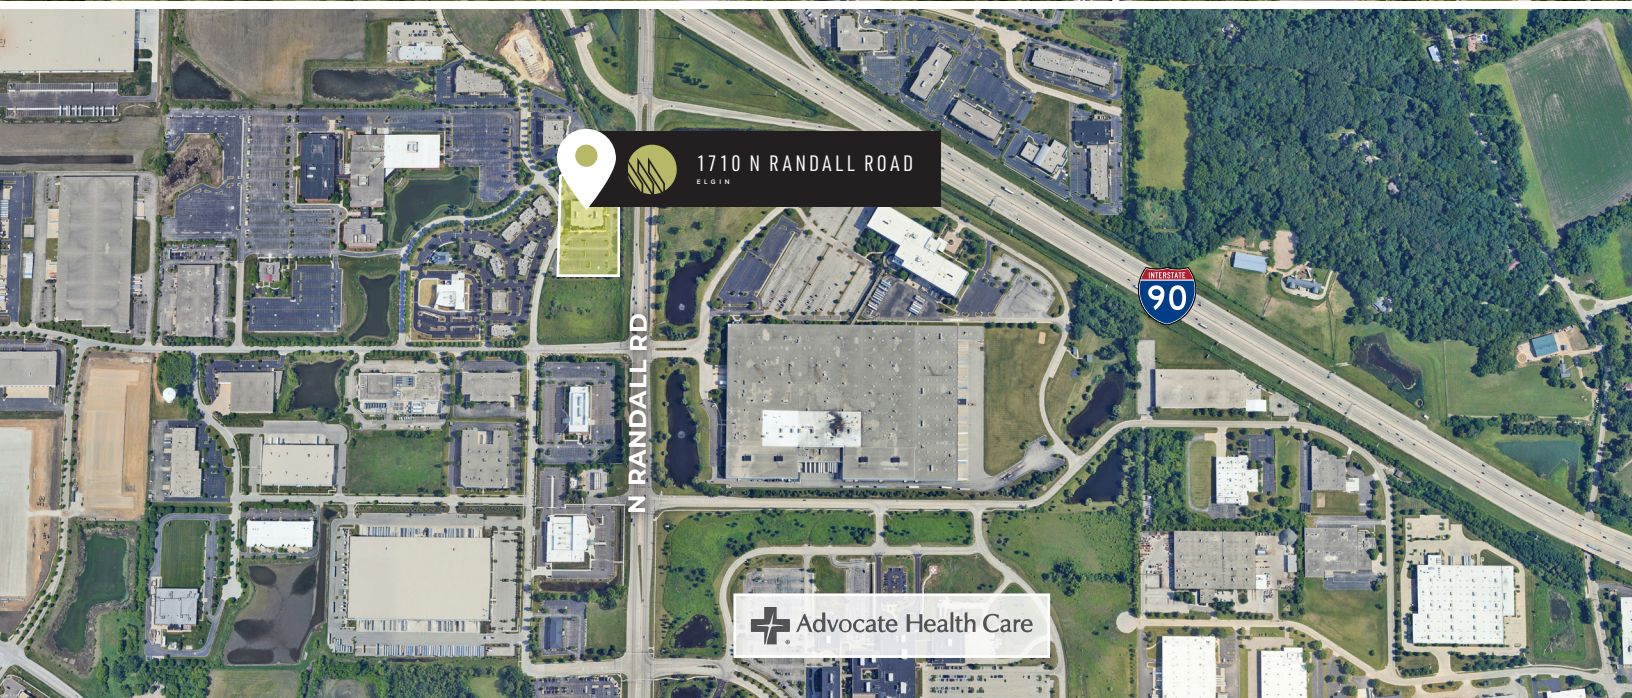 1710 N RANDALL ROAD
ELGIN
INTERSTATE
90
N RANDALL RD
Advocate Health Care